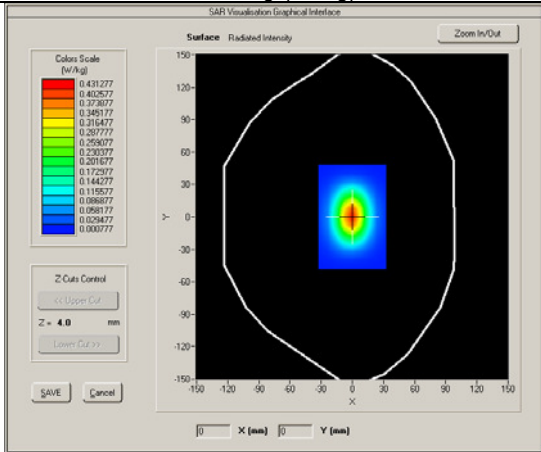 SAR Visualisation Graphical Interface
Surface Radiated Intensity
Zoom In/Out
Colors Scale
(W/kg)
0.431277
0.402577
0.373877
0.345177
0.316477
0.287777
0.259077
0.230377
0.201677
0.172977
0.144277
0.115577
0.086877
0.058177
0.029477
0.000777
Z Cuts Control
<< Upper Cut
Z = 4.0 mm
Lower Cut >>
SAVE Cancel
150-
120-
90-
60-
30-
0-
-30-
-60-
-90-
-120-
-150-
Y
-150 -120 -90 -60 -30 0 30 60 90 120 150
X
0 X (mm) 0 Y (mm)